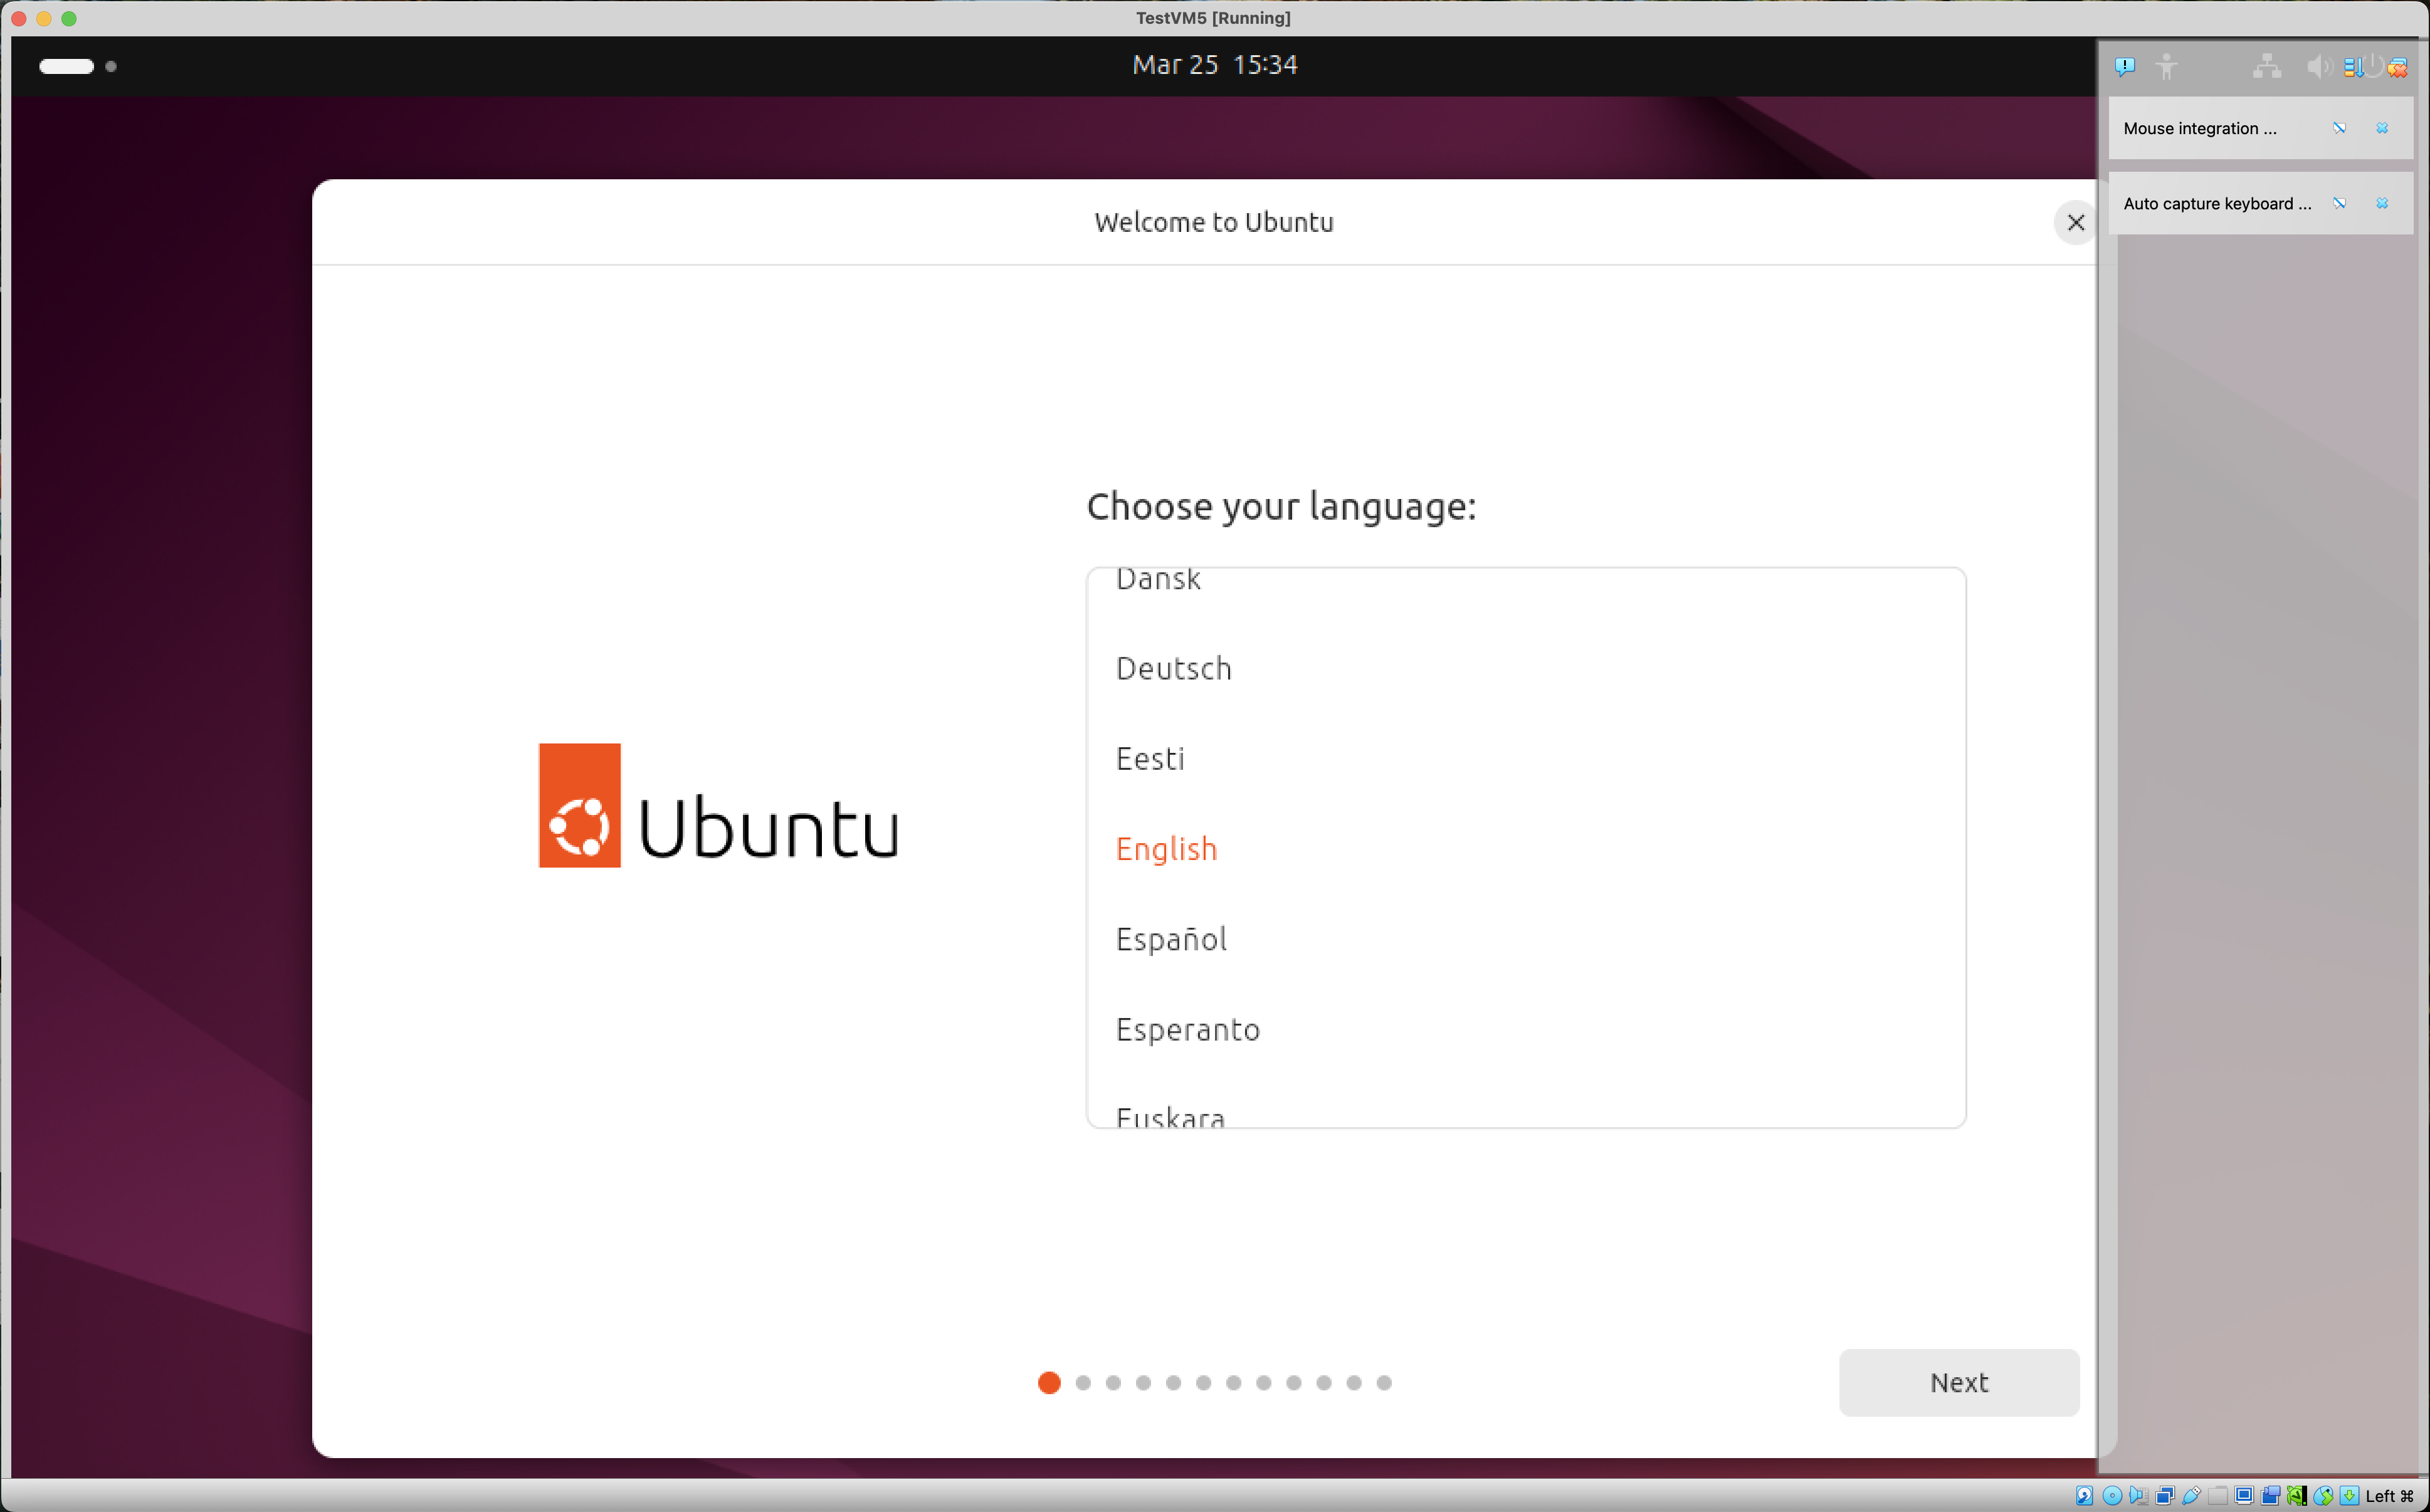 TestVM5 [Running]
Mar 25 15:34
Mouse integration ...
Auto capture keyboard ...
Welcome to Ubuntu
Choose your language:
Dansk
Deutsch
Eesti
English
Español
Esperanto
Euskara
Ubuntu
Next
Left ⌘